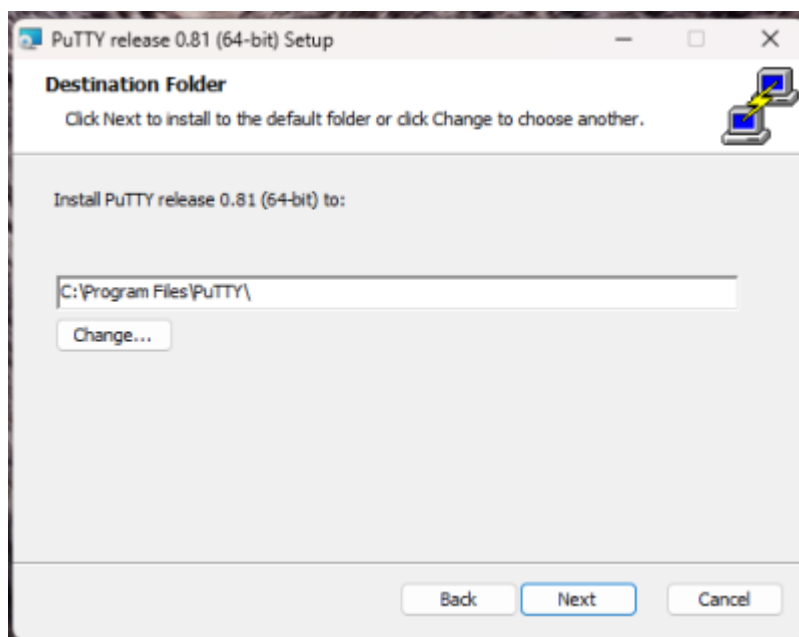 PuTTY release 0.81 (64-bit) Setup
Destination Folder
Click Next to install to the default folder or click Change to choose another.
Install PuTTY release 0.81 (64-bit) to:
C:\Program Files\PuTTY\
Change...
Back Next Cancel